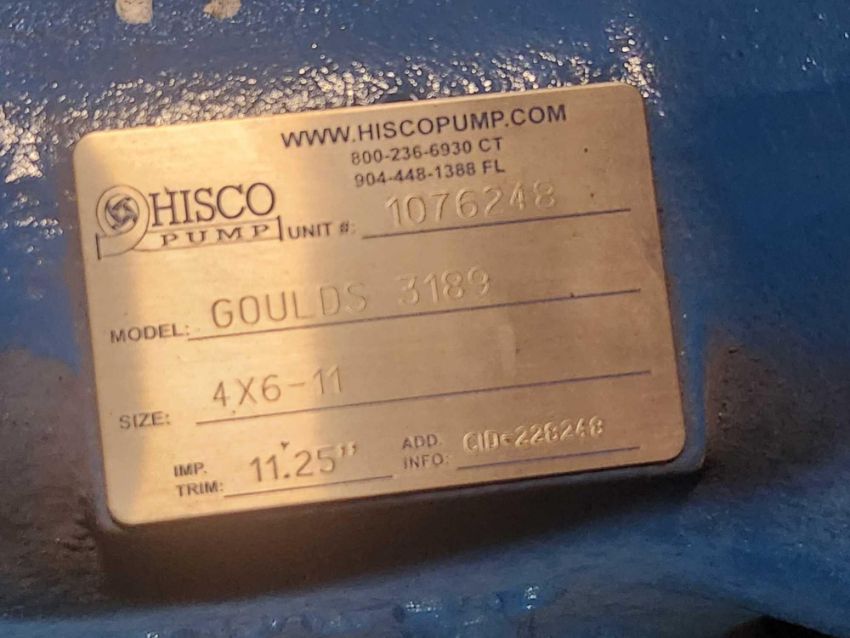 WWW.HISCOPUMP.COM
800-236-6930 CT
904-448-1388 FL
HISCO
PUMP
UNIT #: 1076248
MODEL: GOULDS 3189
SIZE: 4X6-11
IMP. TRIM: 11.25"
ADD. INFO: CID-228248